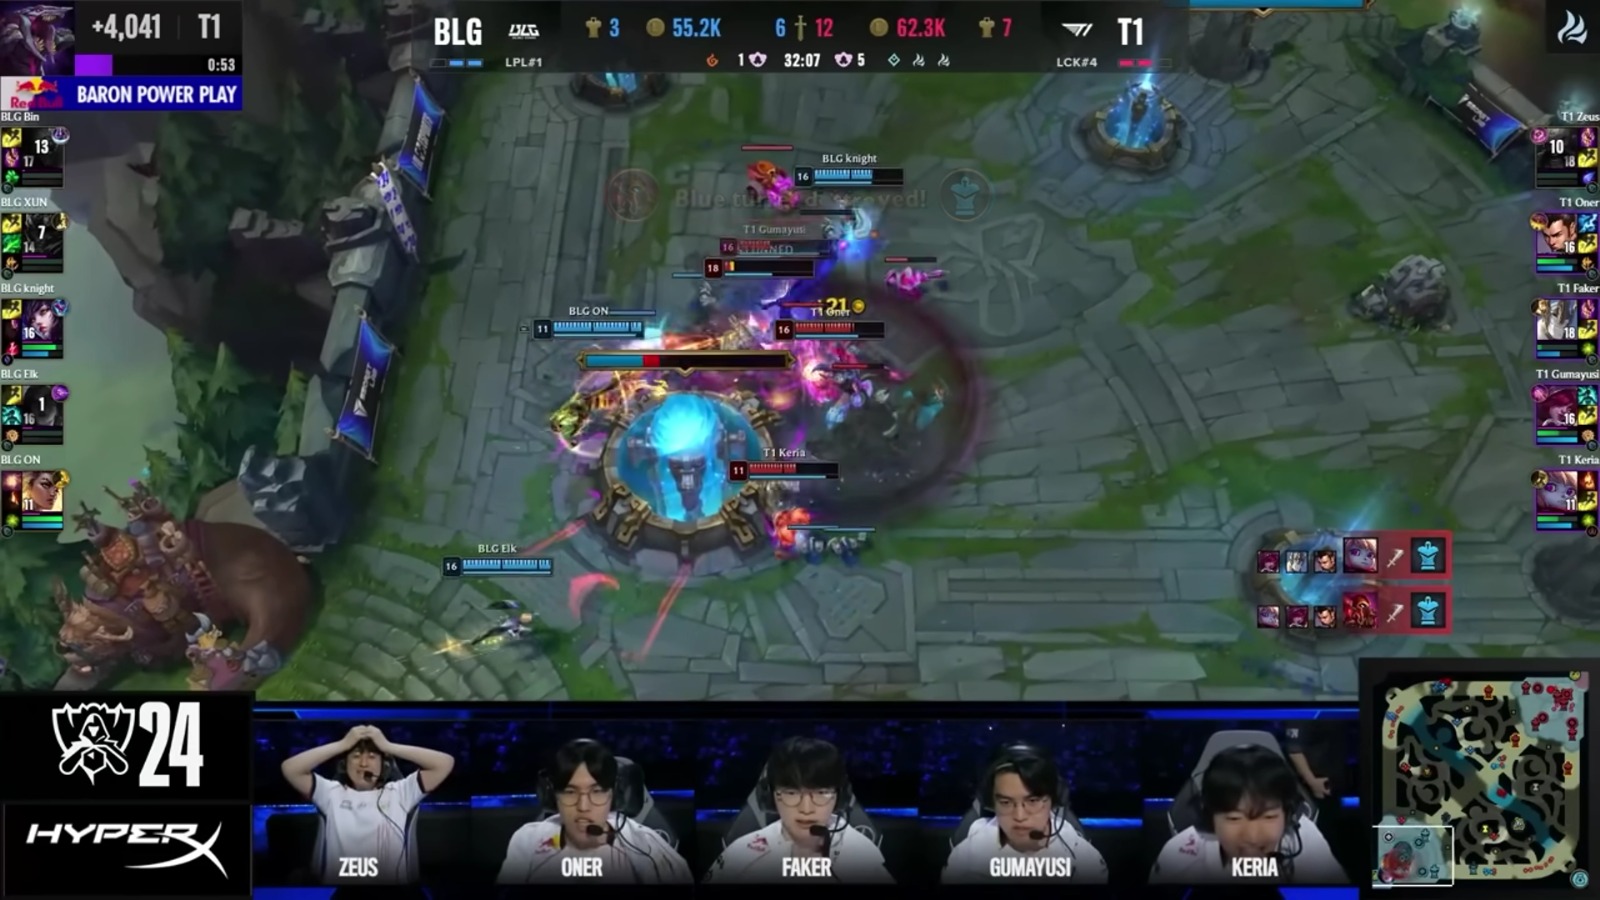 +4,041 T1
0:53
Red Bull BARON POWER PLAY
BLG BLG 3 55.2K 6 12 62.3K 7 T1 T1
LPL#1 1 32:07 5 LCK#4
BLG Bin
13
17
BLG XUN
7
14
BLG knight
16
BLG Elk
1
16
BLG ON
11
T1 Zeus
10
18
T1 Oner
16
T1 Faker
18
T1 Gumayusi
16
T1 Keria
11
BLG knight
16
Blue turret destroyed!
T1 Gumayusi
16
18
+21
BLG ON
11
T1 Oner
16
T1 Keria
11
BLG Elk
16
24
HYPERX
ZEUS
ONER
FAKER
GUMAYUSI
KERIA